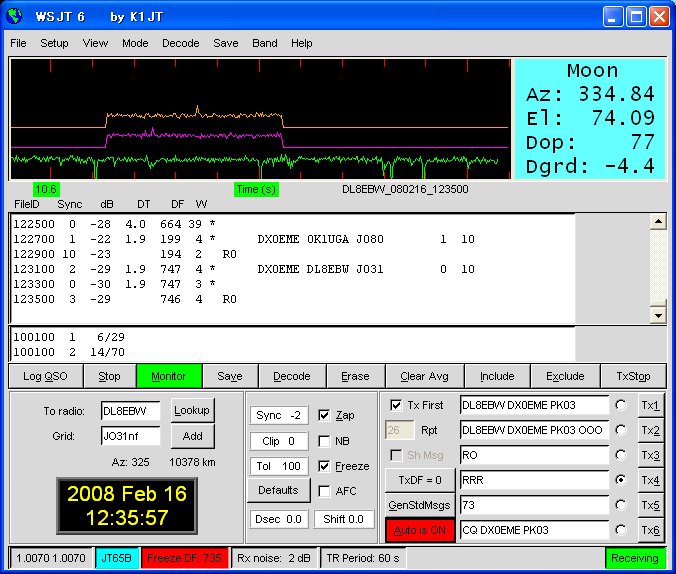 WSJT 6 by K1JT
File Setup View Mode Decode Save Band Help
Moon
Az: 334.84
El: 74.09
Dop: 77
Dgrd: -4.4
10.6 Time (s) DL8EBW_080216_123500
FileID Sync dB DT DF W
122500 0 -28 4.0 664 39 *
122700 1 -22 1.9 199 4 * DX0EME OK1UGA JO80 1 10
122900 10 -23 194 2 RO
123100 2 -29 1.9 747 4 * DX0EME DL8EBW JO31 0 10
123300 0 -30 1.9 747 3 *
123500 3 -29 746 4 RO
100100 1 6/29
100100 2 14/70
Log QSO Stop Monitor Save Decode Erase Clear Avg Include Exclude TxStop
To radio: DL8EBW Lookup
Grid: JO31nf Add
Az: 325 10378 km
2008 Feb 16
12:35:57
Sync -2 Zap
Clip 0 NB
Tol 100 Freeze
Defaults AFC
Dsec 0.0 Shift 0.0
Tx First DL8EBW DX0EME PK03 Tx1
26 Rpt DL8EBW DX0EME PK03 OOO Tx2
Sh Msg RO Tx3
TxDF = 0 RRR Tx4
GenStdMsgs 73 Tx5
Auto is ON CQ DX0EME PK03 Tx6
1.0070 1.0070 JT65B Freeze DF: 735 Rx noise: 2 dB TR Period: 60 s Receiving